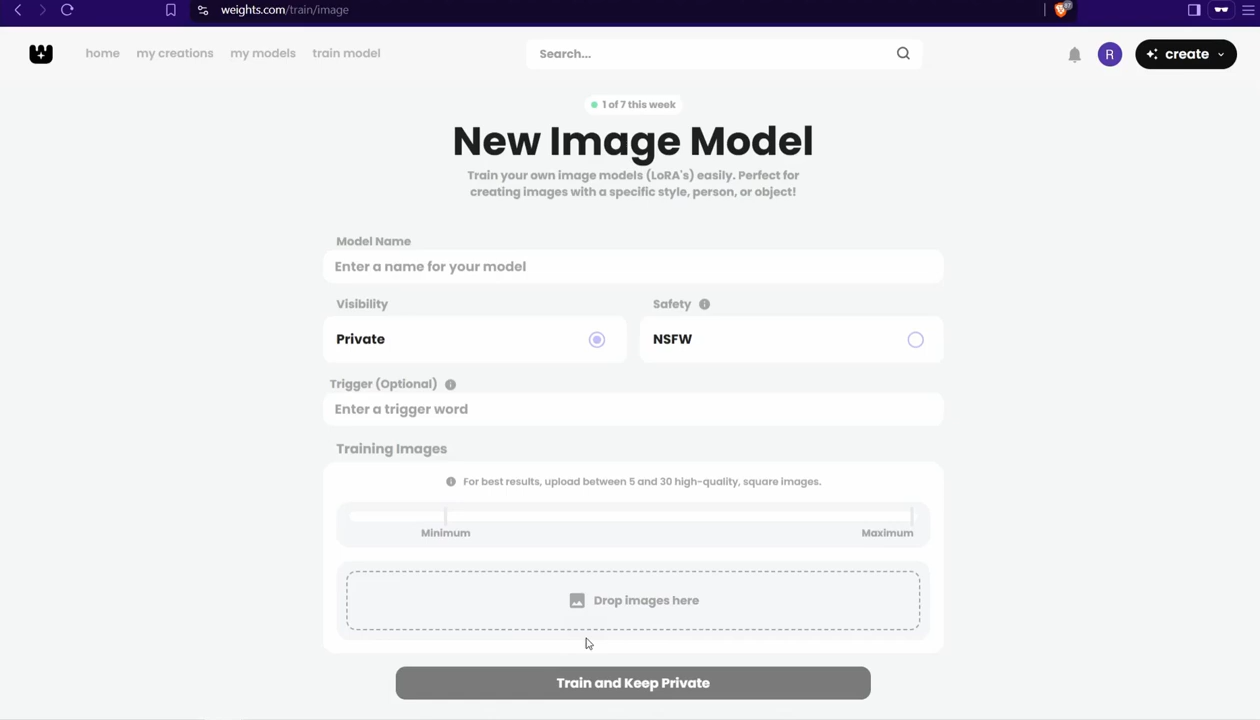 weights.com/train/image
87
home my creations my models train model
Search...
R
create
1 of 7 this week
New Image Model
Train your own image models (LoRA's) easily. Perfect for
creating images with a specific style, person, or object!
Model Name
Enter a name for your model
Visibility
Safety
Private
NSFW
Trigger (Optional)
Enter a trigger word
Training Images
For best results, upload between 5 and 30 high-quality, square images.
Minimum
Maximum
Drop images here
Train and Keep Private